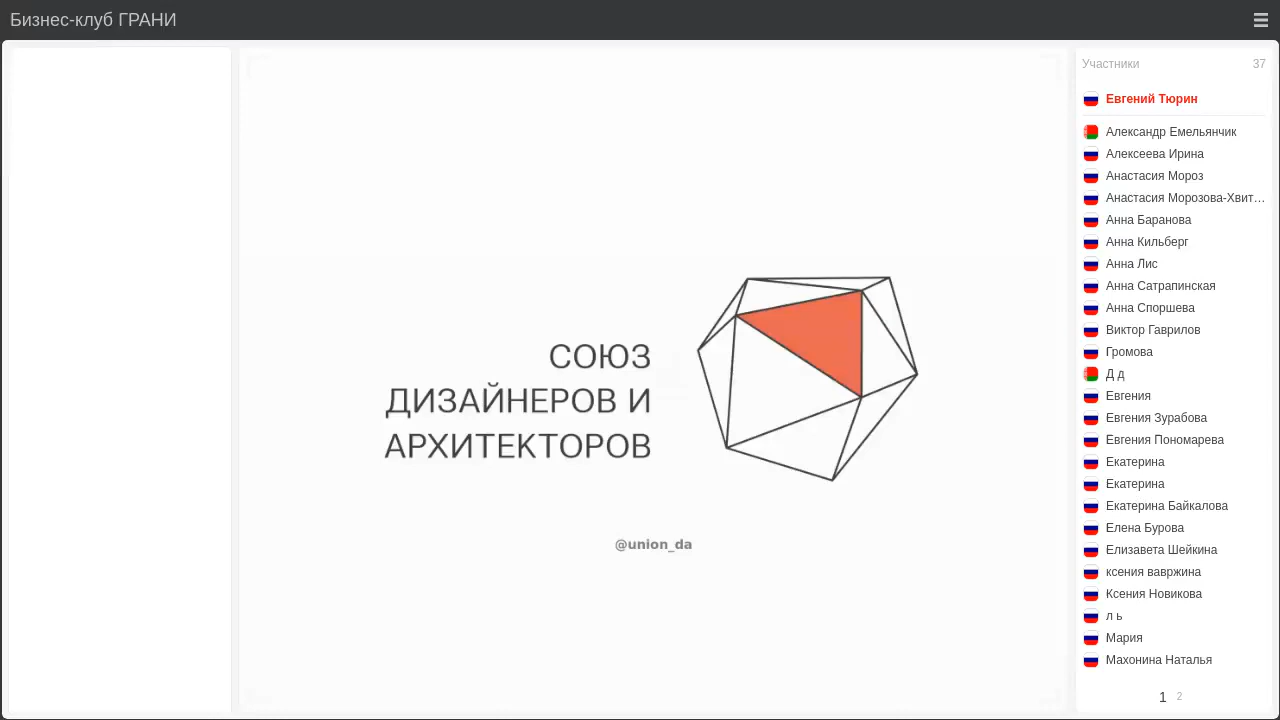 Бизнес-клуб ГРАНИ
СОЮЗ
ДИЗАЙНЕРОВ И
АРХИТЕКТОРОВ
@union_da
Участники 37
Евгений Тюрин
Александр Емельянчик
Алексеева Ирина
Анастасия Мороз
Анастасия Морозова-Хвит...
Анна Баранова
Анна Кильберг
Анна Лис
Анна Сатрапинская
Анна Споршева
Виктор Гаврилов
Громова
Д д
Евгения
Евгения Зурабова
Евгения Пономарева
Екатерина
Екатерина
Екатерина Байкалова
Елена Бурова
Елизавета Шейкина
ксения вавржина
Ксения Новикова
л ь
Мария
Махонина Наталья
1 2